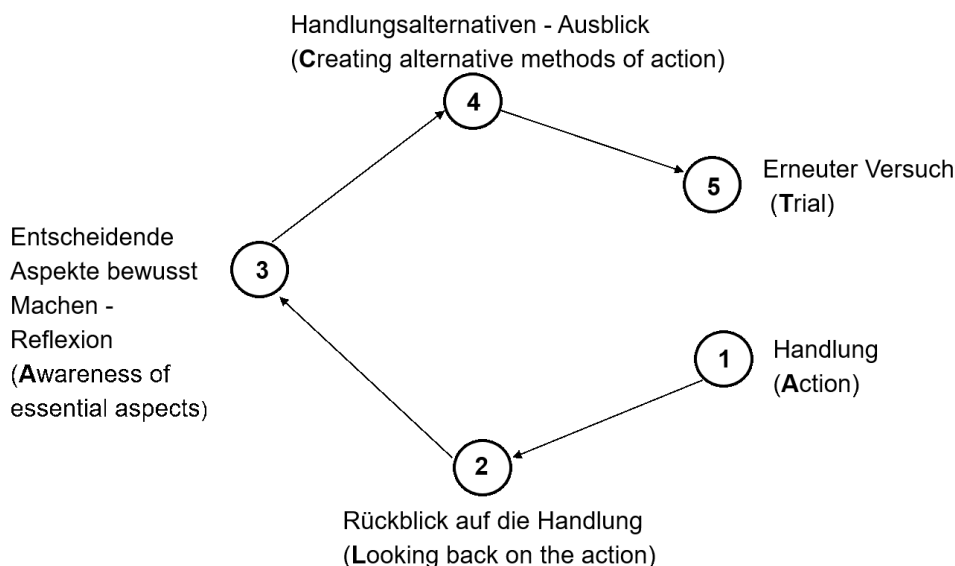 Handlungsalternativen - Ausblick
(Creating alternative methods of action)
4
5
Erneuter Versuch
(Trial)
Entscheidende
Aspekte bewusst
Machen -
Reflexion
(Awareness of
essential aspects)
3
1
Handlung
(Action)
2
Rückblick auf die Handlung
(Looking back on the action)